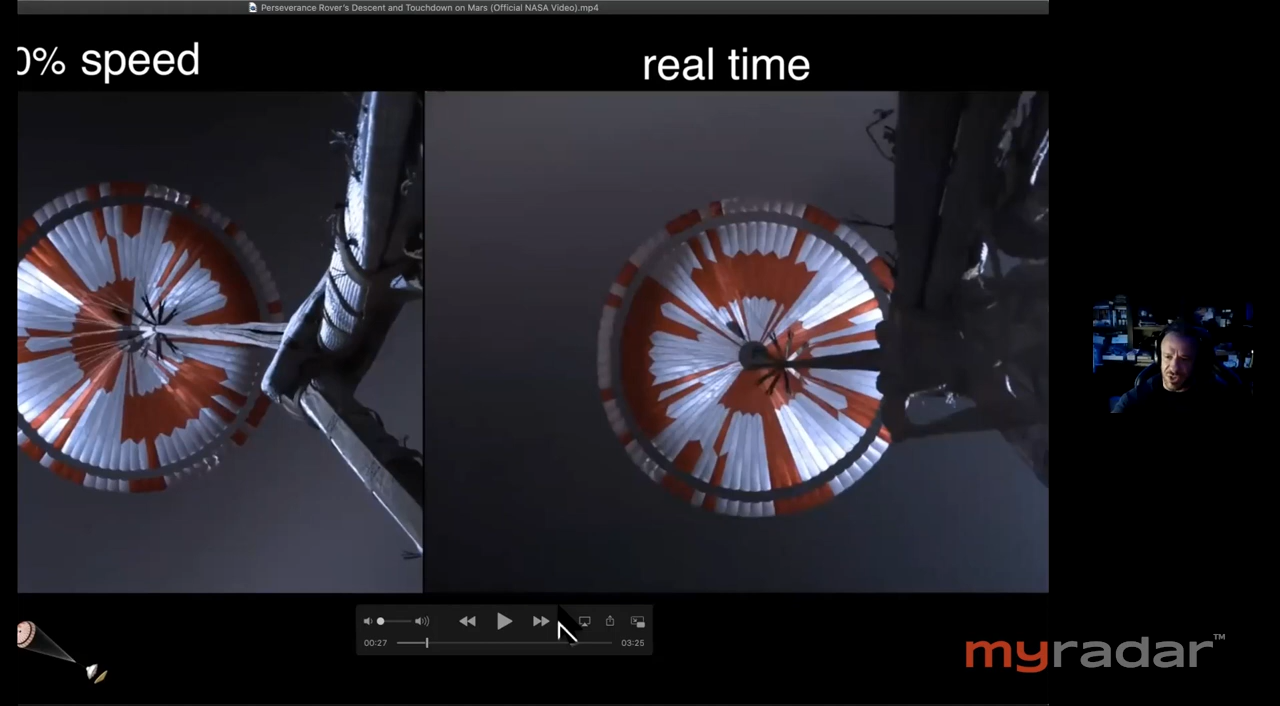 Perseverance Rover's Descent and Touchdown on Mars (Official NASA Video).mp4
0% speed
real time
00:27
03:25
myradar™